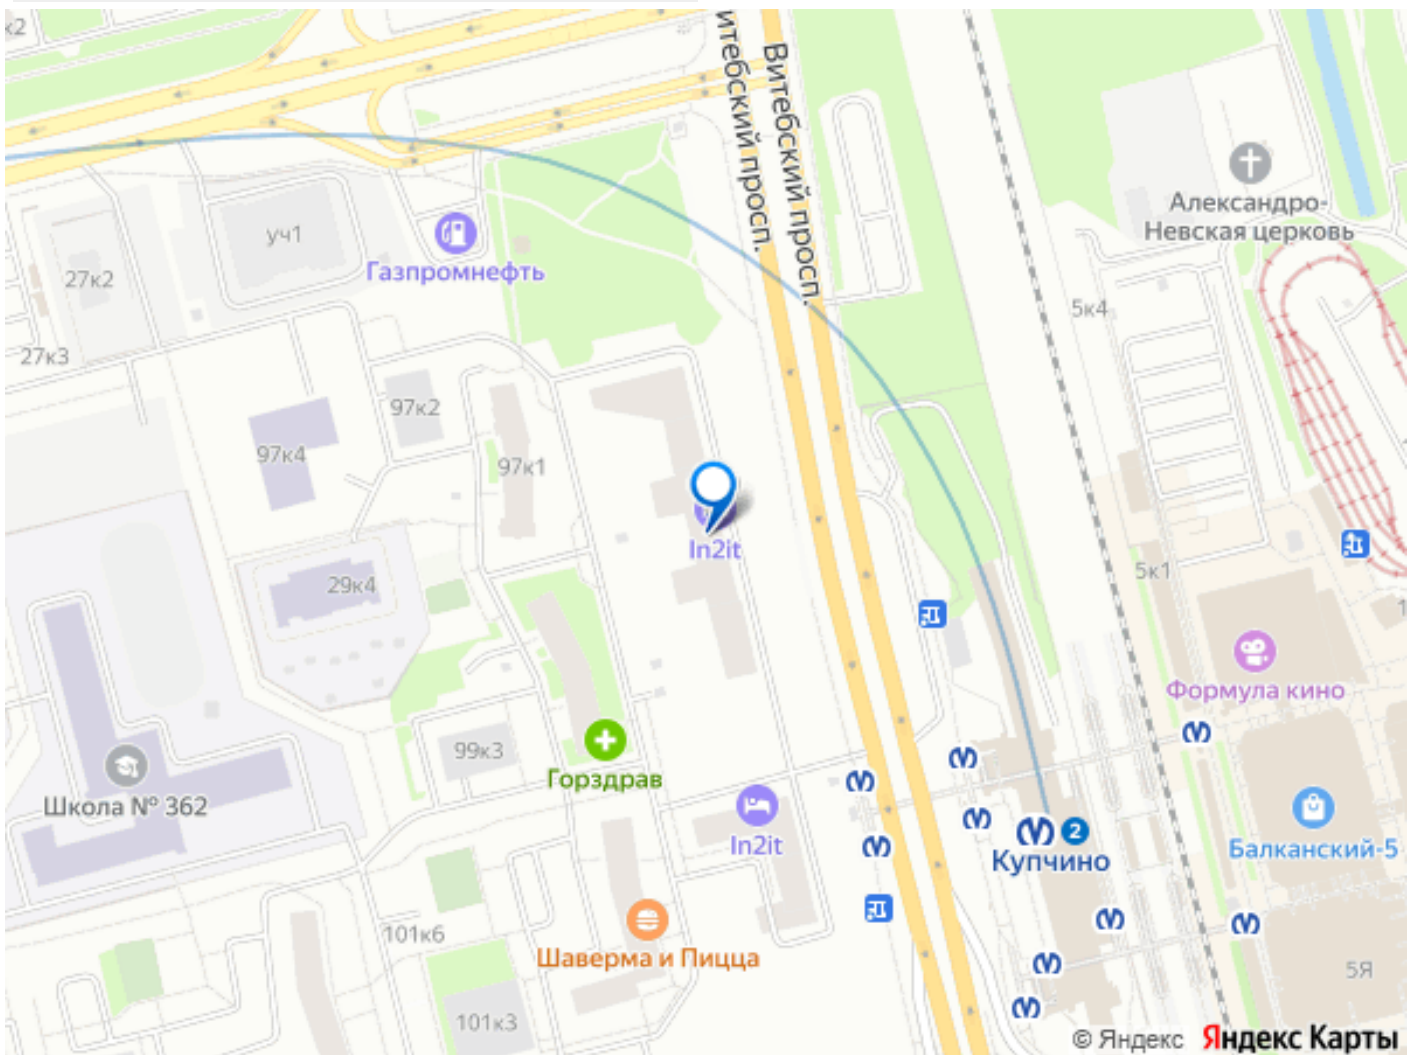 к2
Витебский просп.
итебский просп.
Александро-
Невская церковь
уч1
27к2
Газпромнефть
5к4
27к3
97к2
97к4
97к1
In2it
5к1
29к4
1
Формула кино
99к3
Горздрав
Школа № 362
In2it
2
Купчино
Балканский-5
101к6
Шаверма и Пицца
5Я
101к3
© Яндекс Яндекс Карты